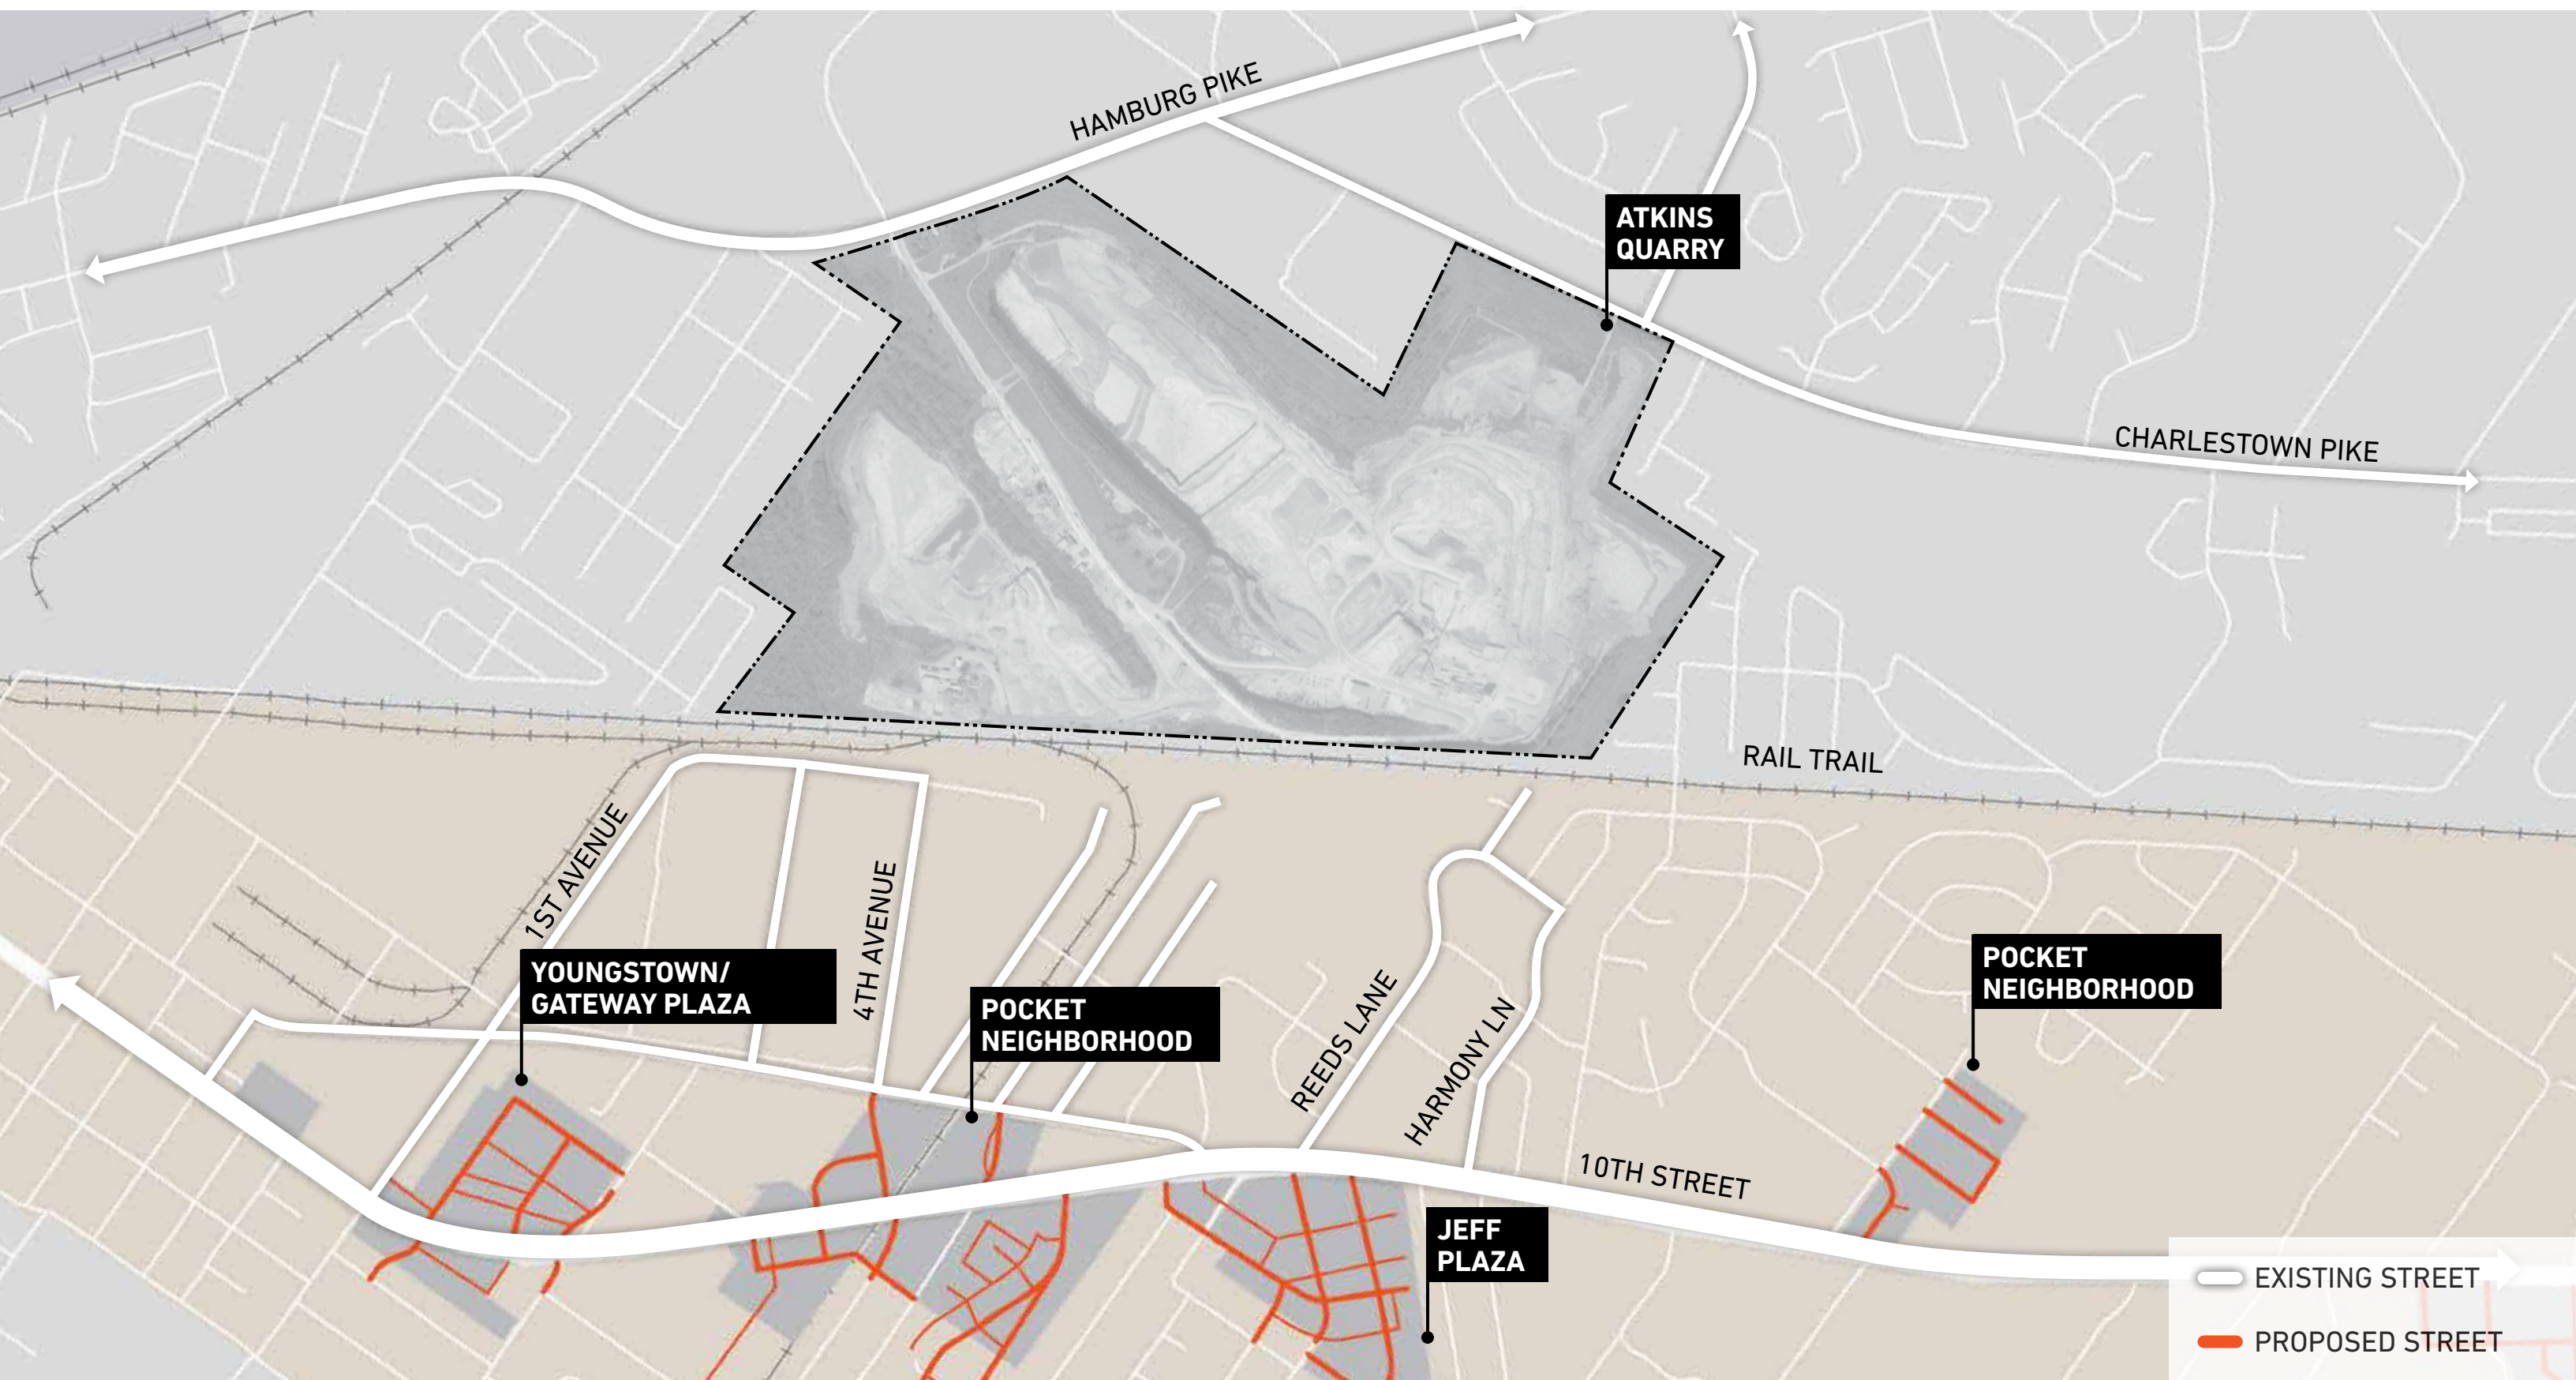 HAMBURG PIKE
ATKINS
QUARRY
CHARLESTOWN PIKE
RAIL TRAIL
1ST AVENUE
4TH AVENUE
YOUNGSTOWN/
GATEWAY PLAZA
POCKET
NEIGHBORHOOD
REEDS LANE
HARMONY LN
POCKET
NEIGHBORHOOD
10TH STREET
JEFF
PLAZA
EXISTING STREET
PROPOSED STREET